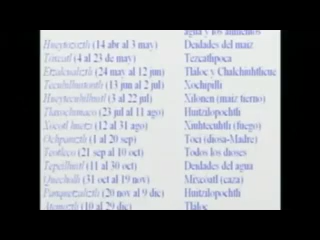 agua y los alimentos
Hueytozoztli (14 abr al 3 may) Deidades del maíz
Tóxcatl (4 al 23 de may) Tezcatlipoca
Etzalcualiztli (24 may al 12 jun) Tláloc y Chalchiuhtlicue
Tecuilhuitontli (13 jun al 2 jul) Xochipilli
Hueytecuilhuitl (3 al 22 jul) Xilonen (maíz tierno)
Tlaxochimaco (23 jul al 11 ago) Huitzilopochtli
Xocotl huetzi (12 al 31 ago) Xiuhtecuhtli (fuego)
Ochpaniztli (1 al 20 sep) Toci (diosa-Madre)
Teotleco (21 sep al 10 oct) Todos los dioses
Tepeilhuitl (11 al 30 oct) Deidades del agua
Quecholli (31 oct al 19 nov) Mixcóatl (caza)
Panquetzaliztli (20 nov al 9 dic) Huitzilopochtli
Atemoztli (10 al 29 dic) Tláloc